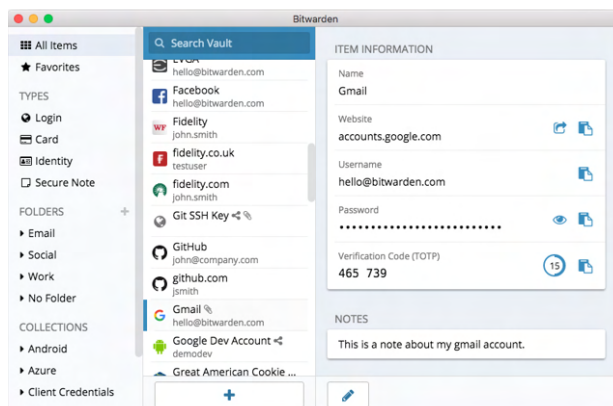 Bitwarden
All Items
Favorites
TYPES
Login
Card
Identity
Secure Note
FOLDERS
Email
Social
Work
No Folder
COLLECTIONS
Android
Azure
Client Credentials
Search Vault
EVGA
hello@bitwarden.com
Facebook
hello@bitwarden.com
WF
Fidelity
john.smith
fidelity.co.uk
testuser
fidelity.com
john.smith
Git SSH Key
GitHub
john@company.com
github.com
jsmith
Gmail
hello@bitwarden.com
Google Dev Account
demodev
Great American Cookie ...
ITEM INFORMATION
Name
Gmail
Website
accounts.google.com
Username
hello@bitwarden.com
Password
••••••••••••••••••••••••
Verification Code (TOTP)
465 739
15
NOTES
This is a note about my gmail account.